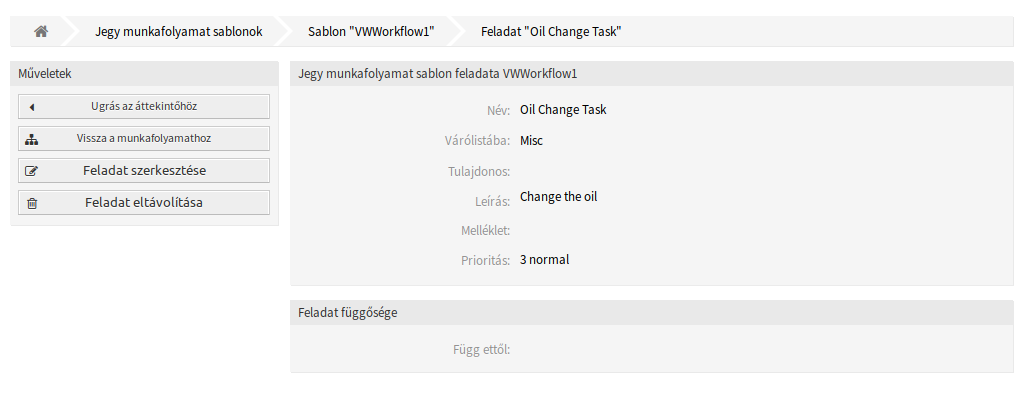 Jegy munkafolyamat sablonok Sablon "VWWorkflow1" Feladat "Oil Change Task"
Műveletek
Ugrás az áttekintőhöz
Vissza a munkafolyamathoz
Feladat szerkesztése
Feladat eltávolítása
Jegy munkafolyamat sablon feladata VWWorkflow1
Név: Oil Change Task
Várólistába: Misc
Tulajdonos:
Leírás: Change the oil
Melléklet:
Prioritás: 3 normal
Feladat függősége
Függ ettől: